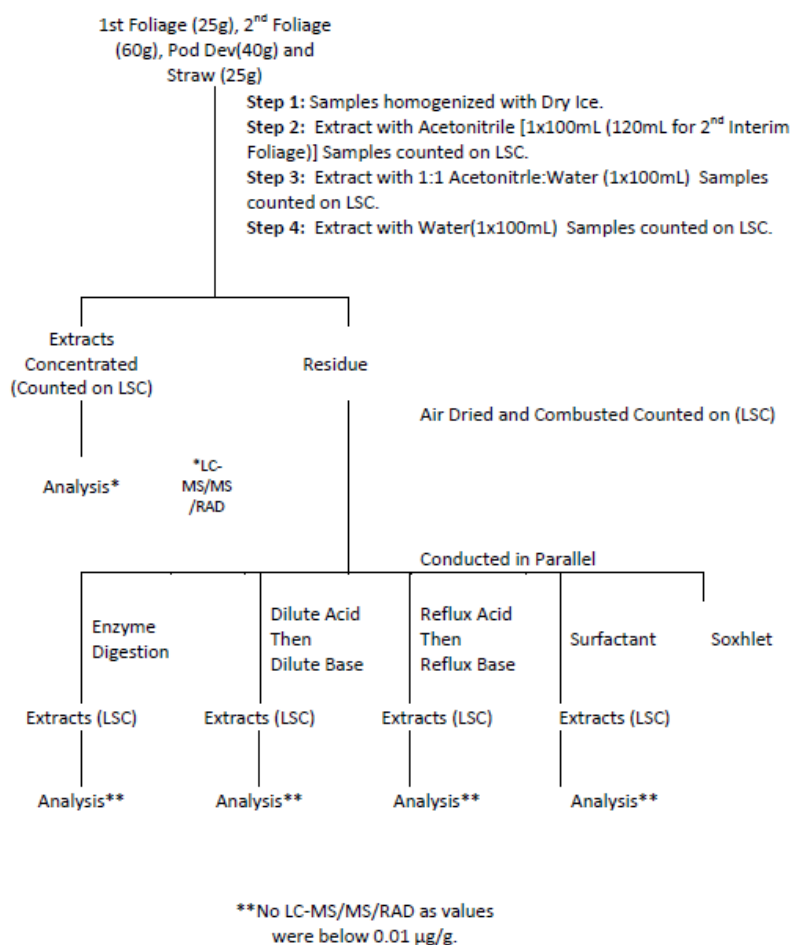 1st Foliage (25g), 2nd Foliage
(60g), Pod Dev(40g) and
Straw (25g)
Step 1: Samples homogenized with Dry Ice.
Step 2: Extract with Acetonitrile [1x100mL (120mL for 2nd Interim
Foliage)] Samples counted on LSC.
Step 3: Extract with 1:1 Acetonitrle:Water (1x100mL) Samples
counted on LSC.
Step 4: Extract with Water(1x100mL) Samples counted on LSC.
Extracts
Concentrated
(Counted on LSC)
Residue
Air Dried and Combusted Counted on (LSC)
Analysis*
*LC-
MS/MS
/RAD
Conducted in Parallel
Enzyme
Digestion
Dilute Acid
Then
Dilute Base
Reflux Acid
Then
Reflux Base
Surfactant
Soxhlet
Extracts (LSC)
Extracts (LSC)
Extracts (LSC)
Extracts (LSC)
Analysis**
Analysis**
Analysis**
Analysis**
**No LC-MS/MS/RAD as values
were below 0.01 µg/g.